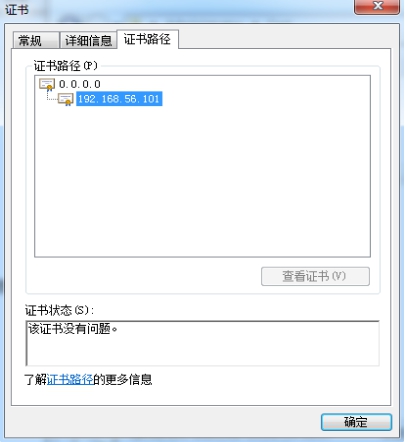 证书
常规 详细信息 证书路径
证书路径(P)
0.0.0.0
192.168.56.101
查看证书(V)
证书状态(S):
该证书没有问题。
了解证书路径的更多信息
确定